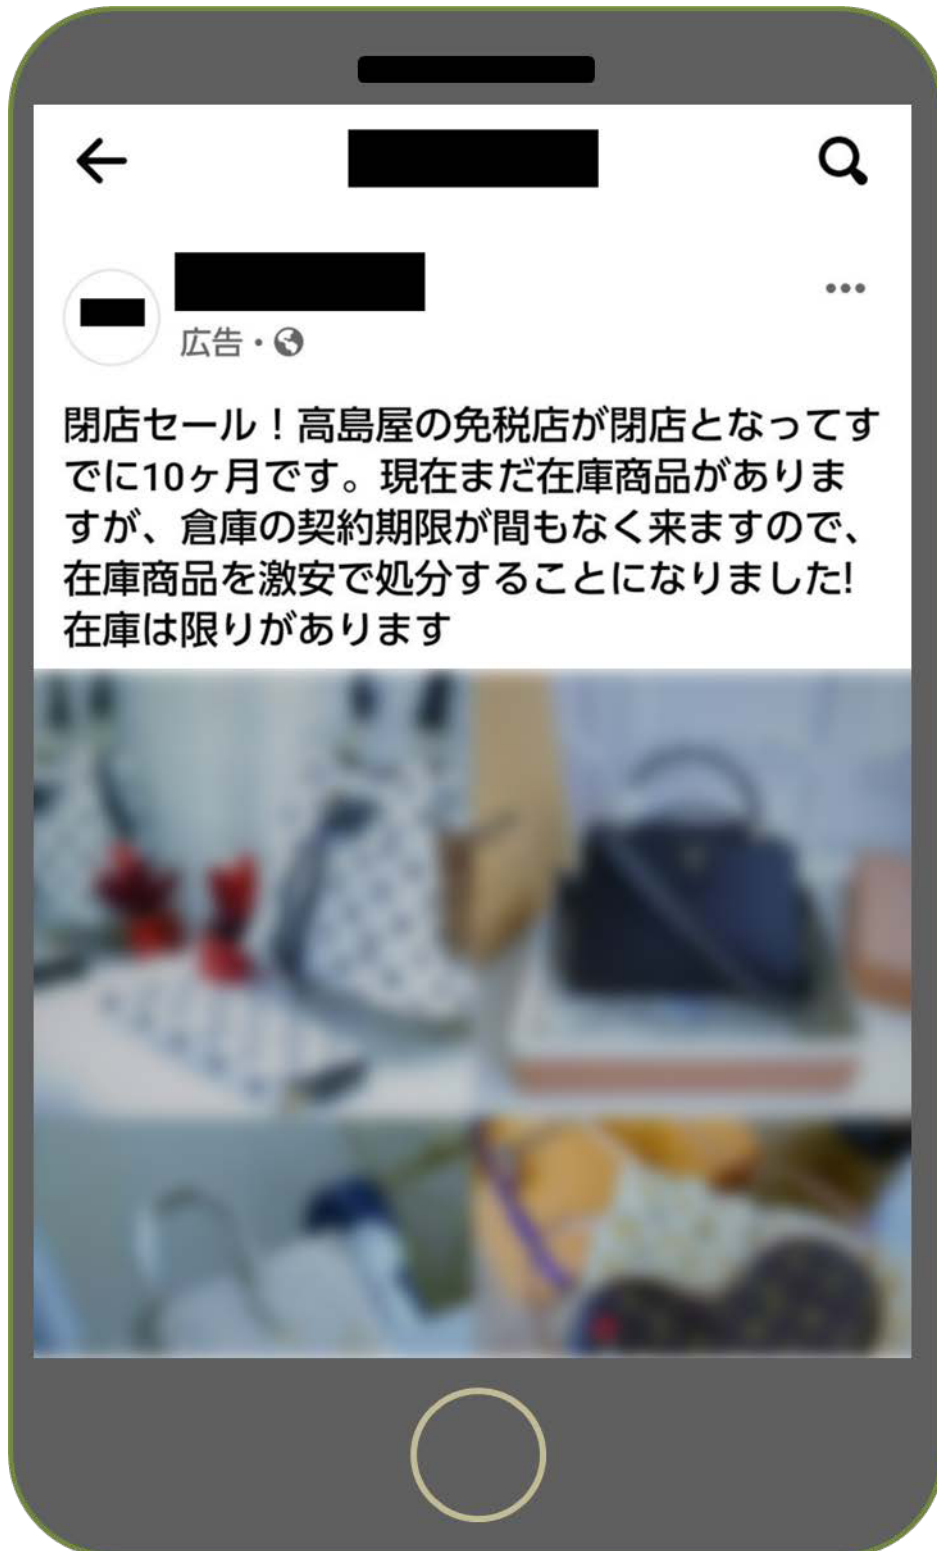 広告・
閉店セール！高島屋の免税店が閉店となってす
でに10ヶ月です。現在まだ在庫商品がありま
すが、倉庫の契約期限が間もなく来ますので、
在庫商品を激安で処分することになりました!
在庫は限りがあります